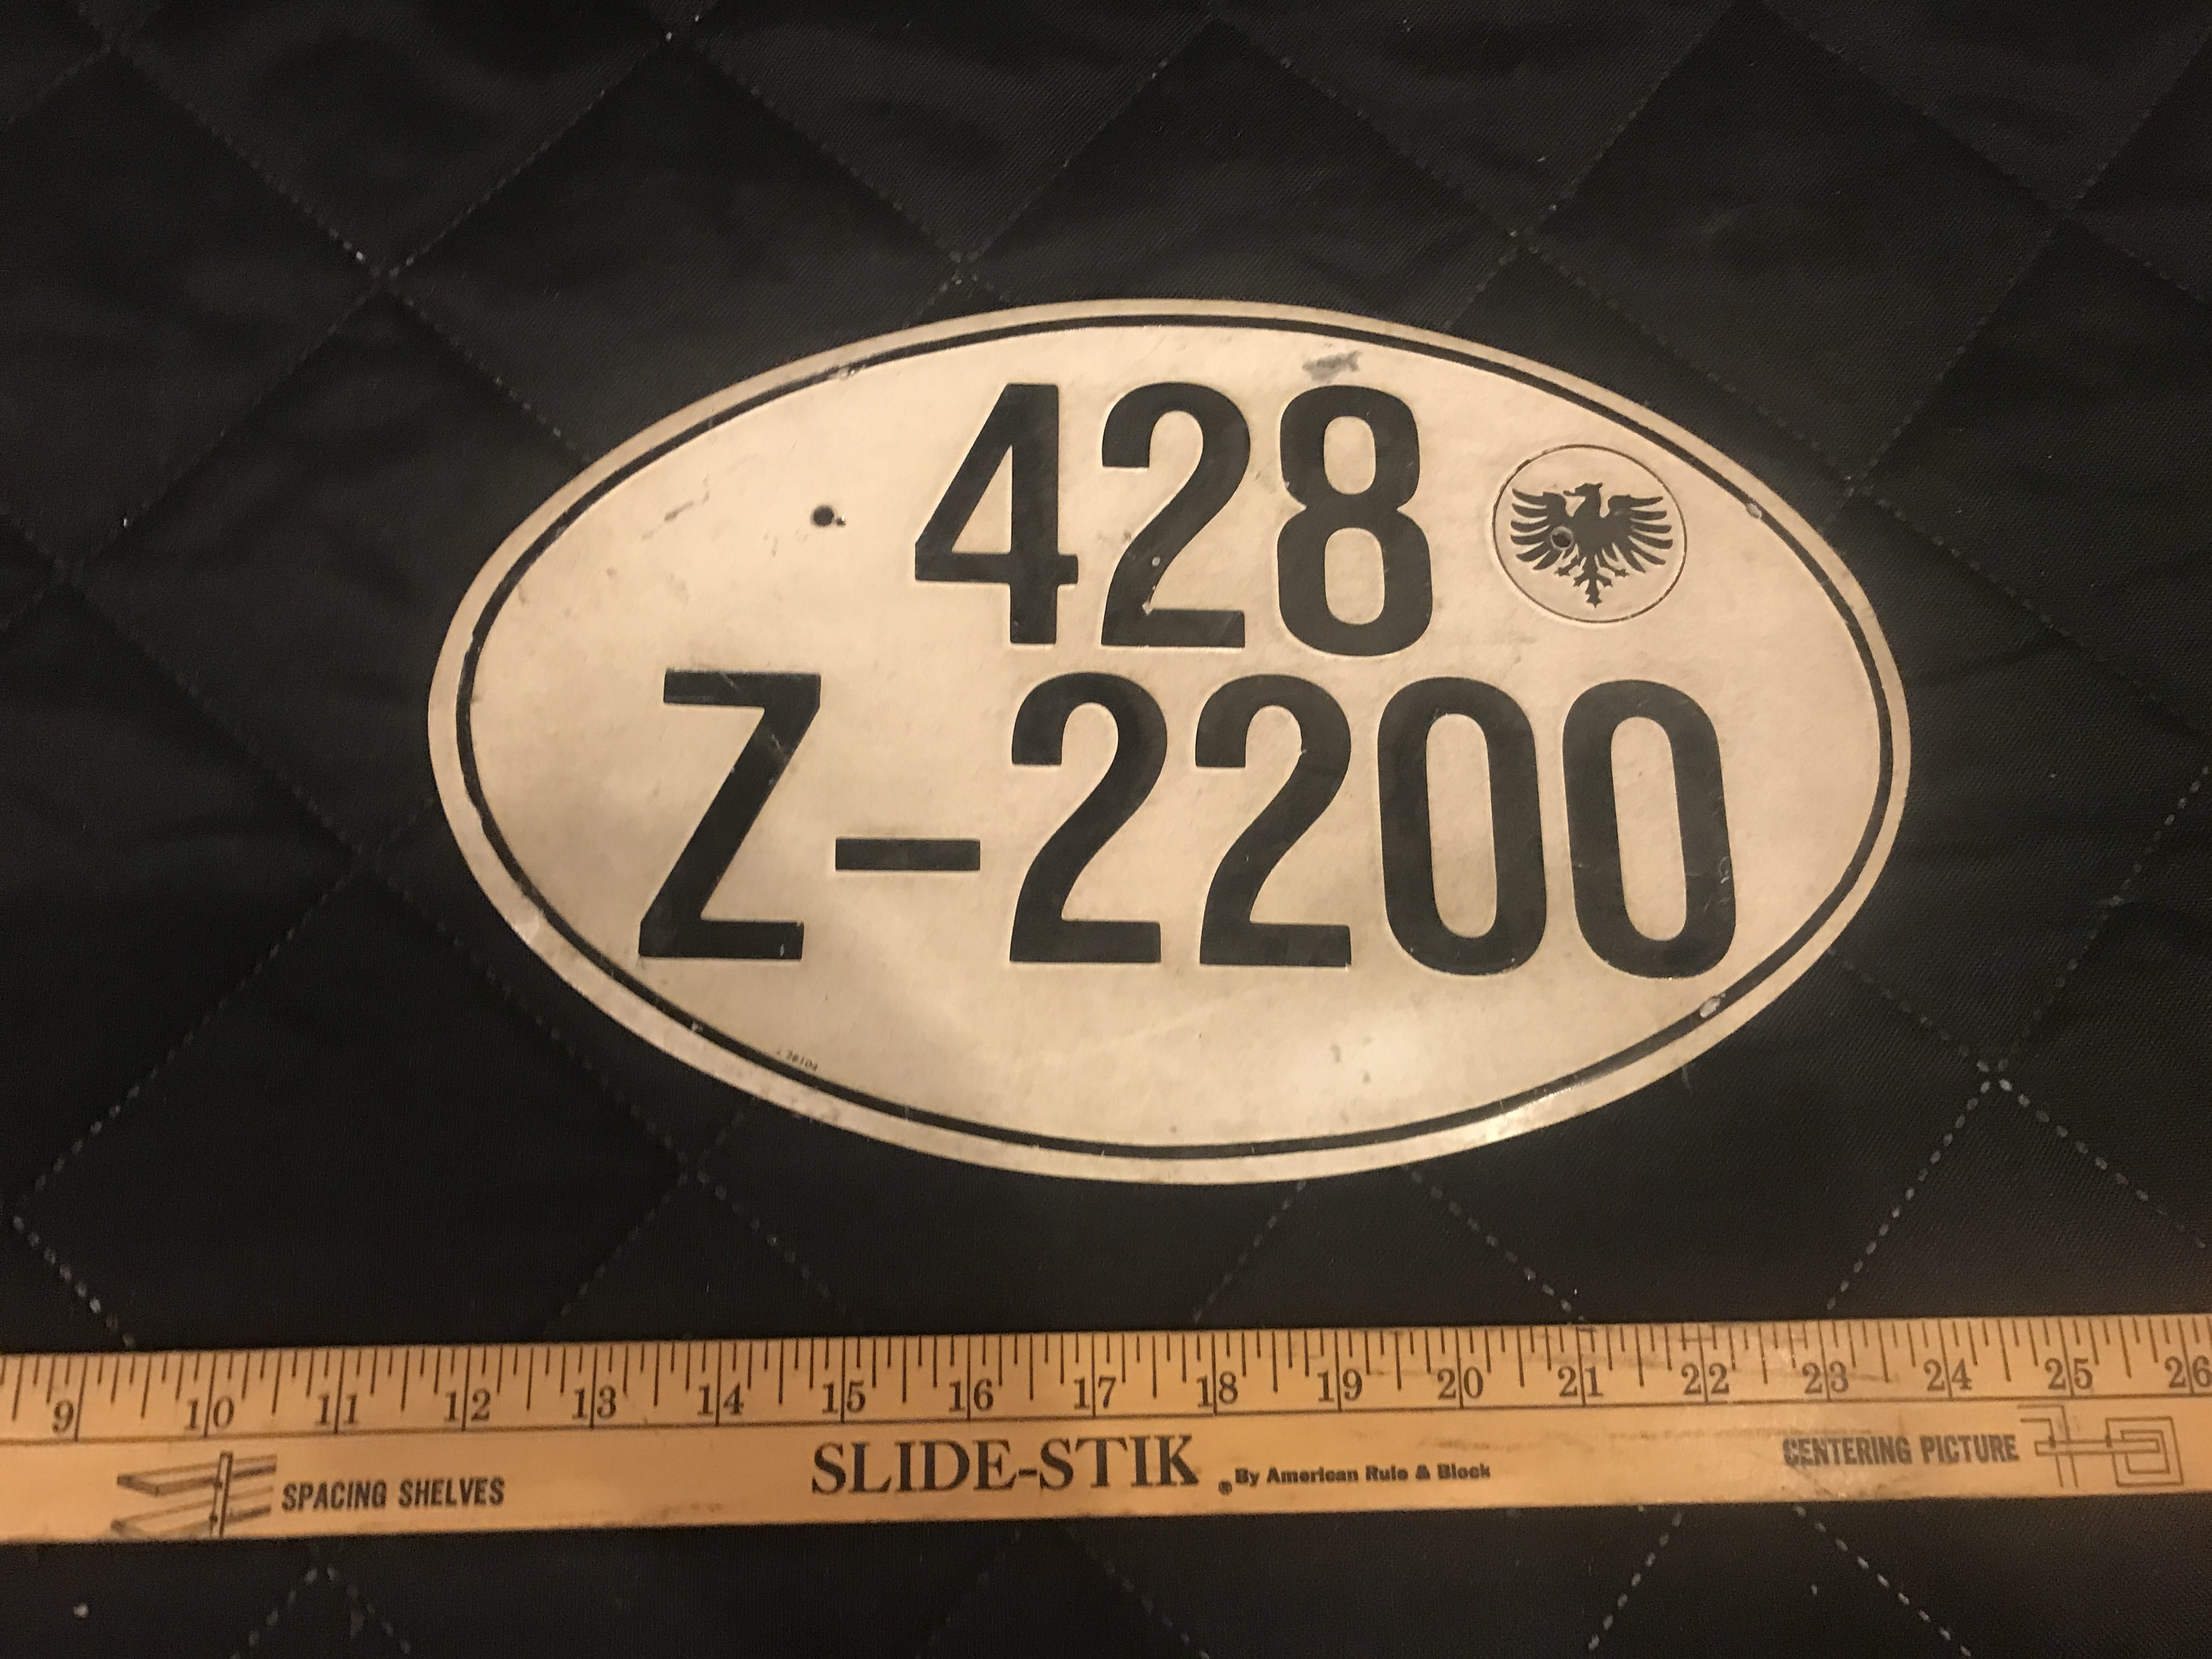 428
Z-2200
9 10 11 12 13 14 15 16 17 18 19 20 21 22 23 24 25 26
SPACING SHELVES
SLIDE-STIK ® By American Rule & Block
CENTERING PICTURE